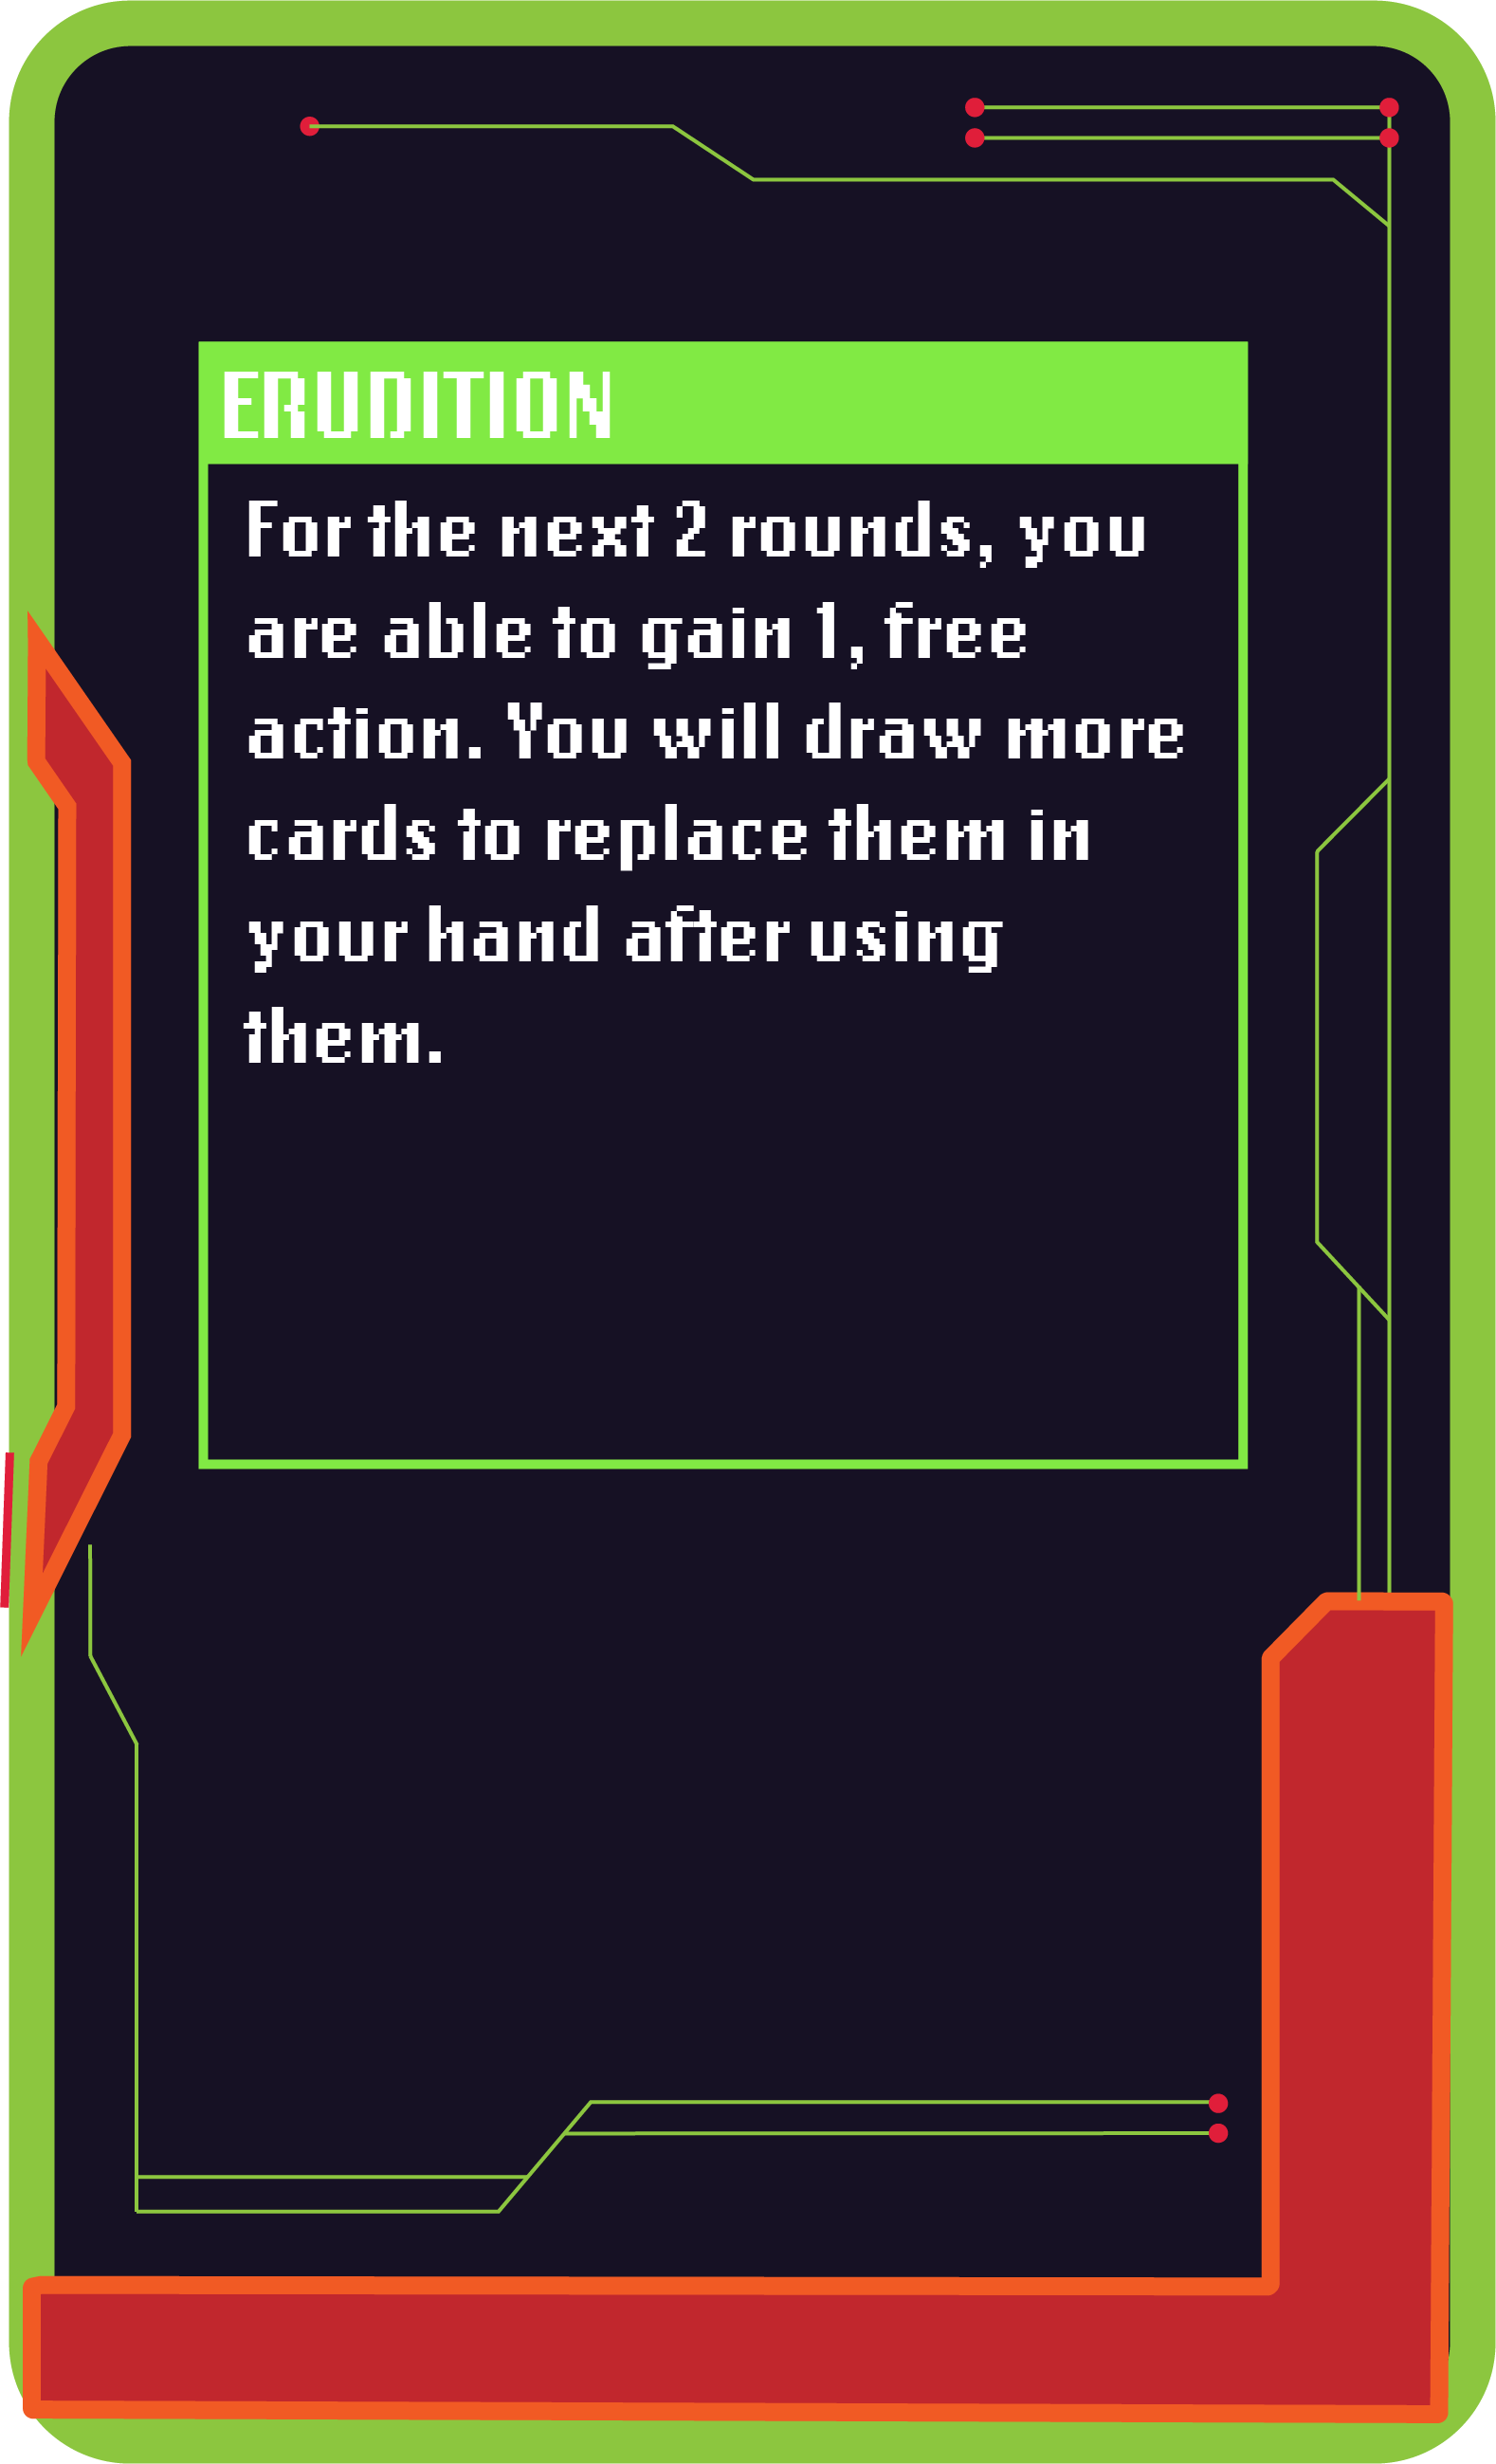 ERUDITION
For the next 2 rounds, you
are able to gain 1, free
action. You will draw more
cards to replace them in
your hand after using
them.